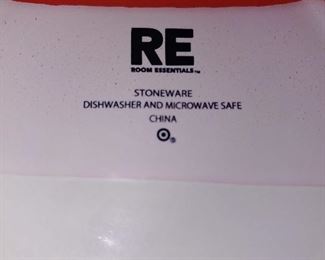 RE
ROOM ESSENTIALS™
STONEWARE
DISHWASHER AND MICROWAVE SAFE
CHINA
®